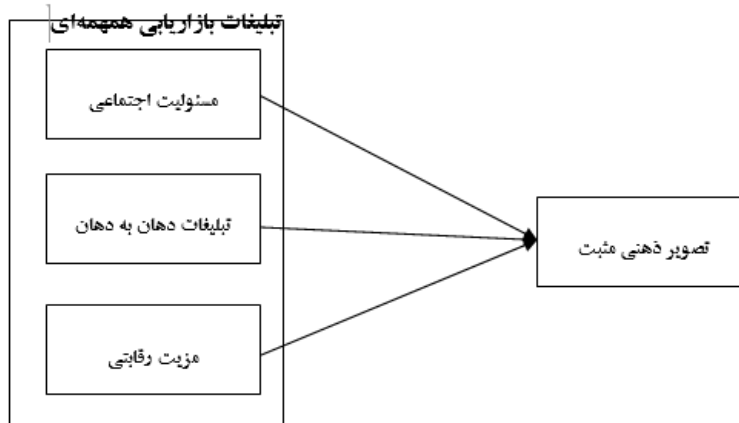 تبلیغات بازاریابی همهمه‌ای
مسئولیت اجتماعی
تبلیغات دهان به دهان
تصویر ذهنی مثبت
مزیت رقابتی